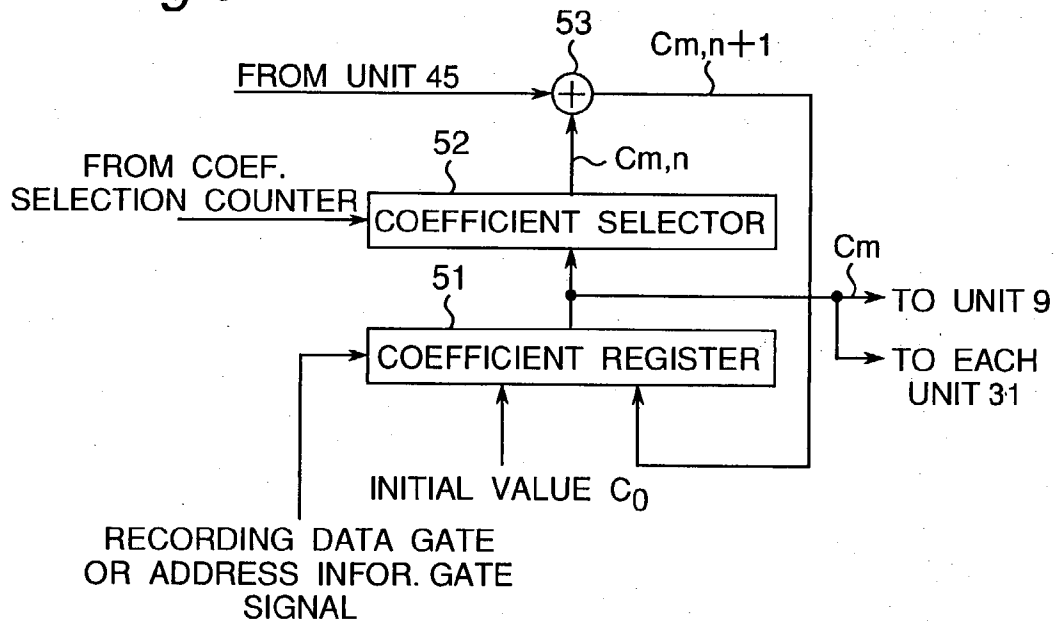 53
Cm,n+1
FROM UNIT 45
52
Cm,n
FROM COEF.
SELECTION COUNTER
COEFFICIENT SELECTOR
Cm
51
TO UNIT 9
COEFFICIENT REGISTER
TO EACH
UNIT 31
INITIAL VALUE C0
RECORDING DATA GATE
OR ADDRESS INFOR. GATE
SIGNAL